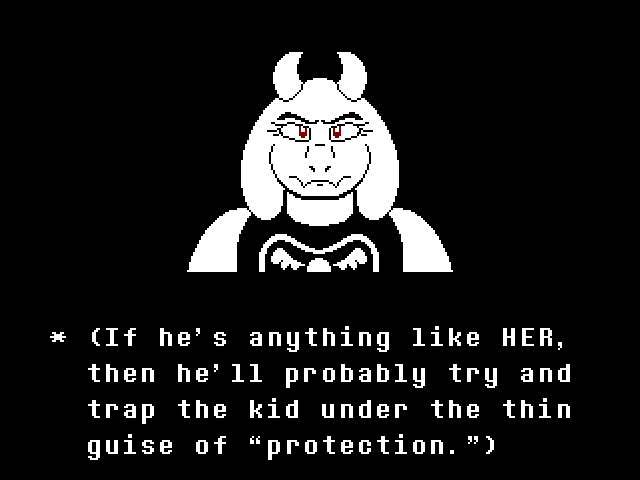 * (If he's anything like HER,
then he'll probably try and
trap the kid under the thin
guise of “protection.”)